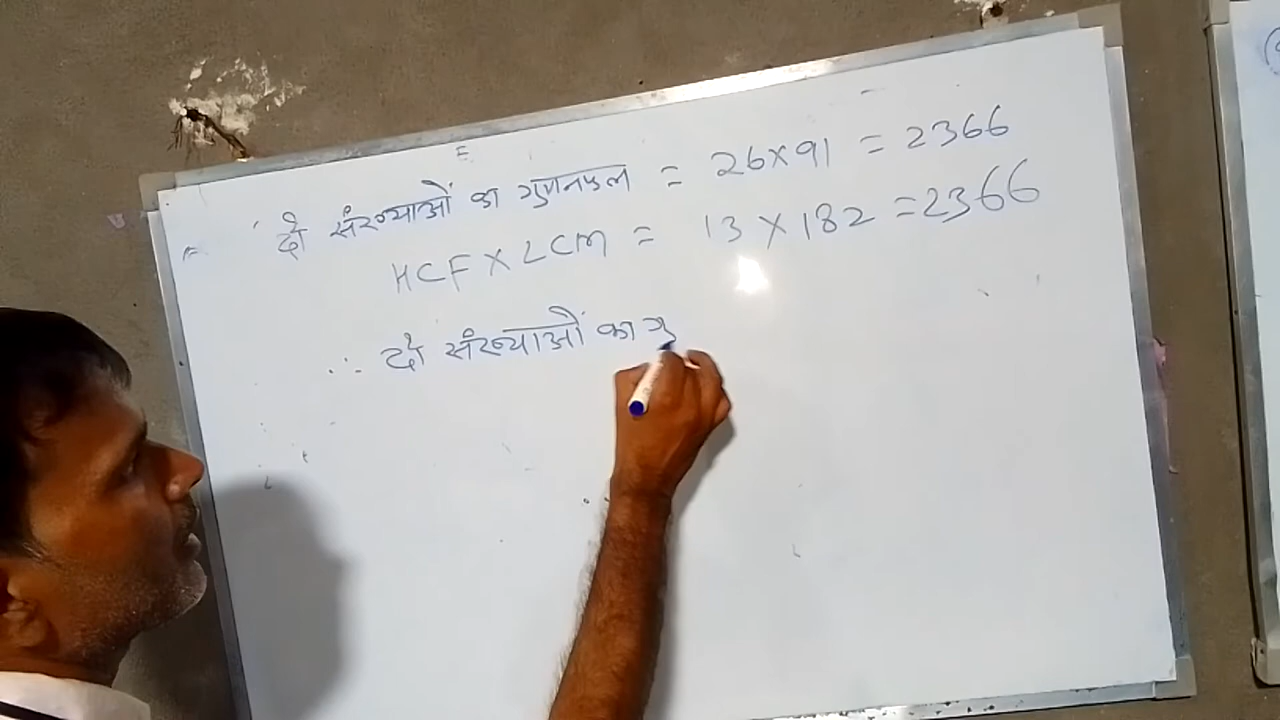 दो संख्याओं का गुणनफल = 26×91 = 2366
HCF × LCM = 13 × 182 = 2366
∴ दो संख्याओं का गु